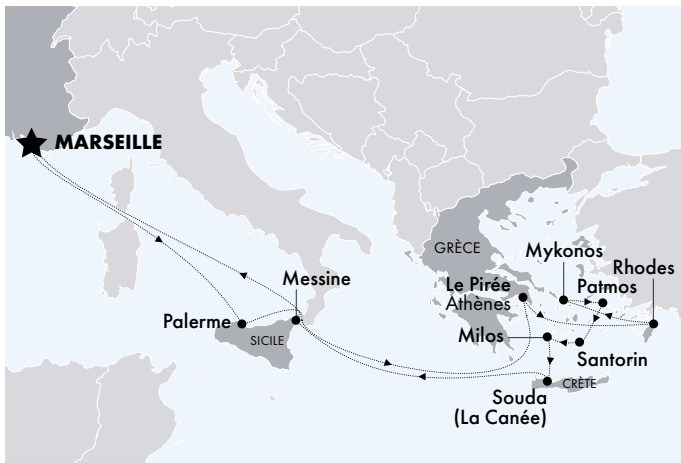 MARSEILLE
GRÈCE
Mykonos
Rhodes
Patmos
Le Pirée
Athènes
Messine
Palerme
SICILE
Milos
Santorin
CRÈTE
Souda
(La Canée)